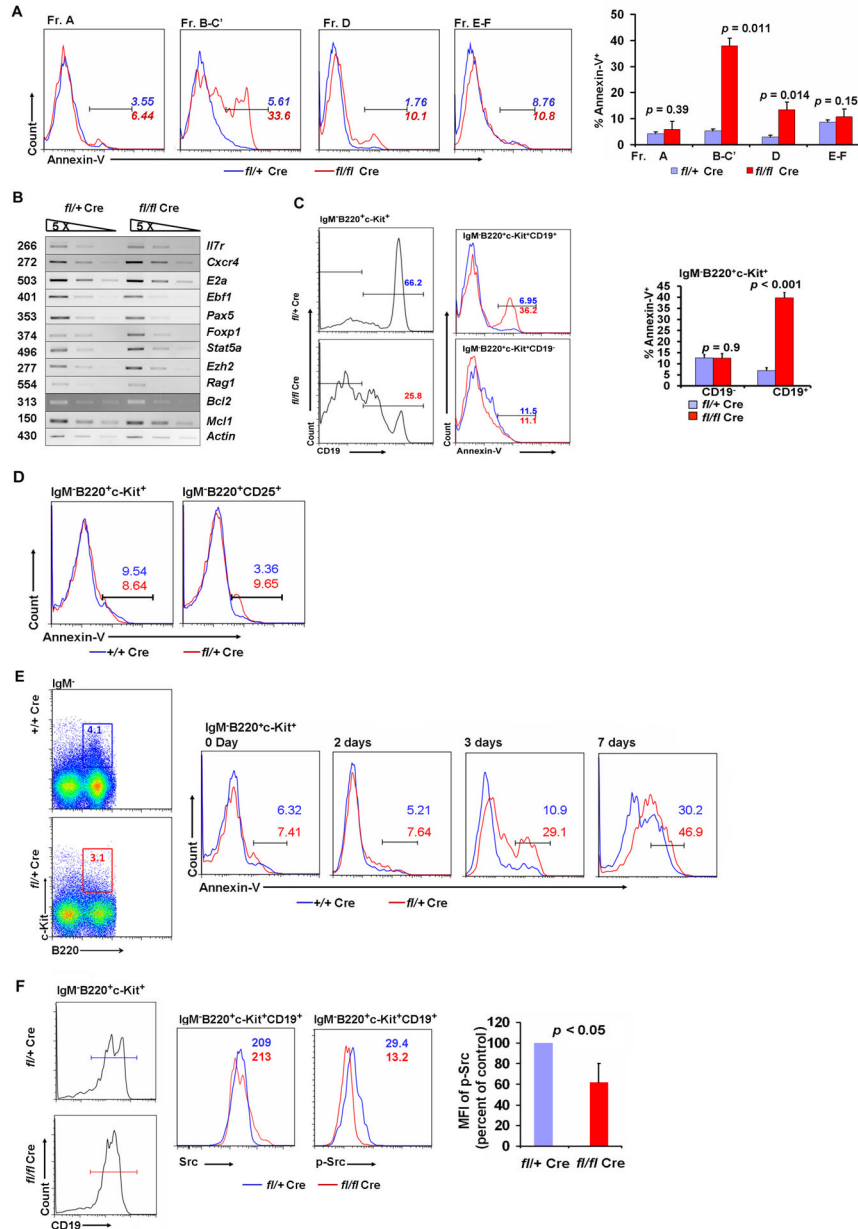 A
Fr. A
Fr. B-C'
Fr. D
Fr. E-F
3.55
6.44
5.61
33.6
1.76
10.1
8.76
10.8
Count
Annexin-V
fl/+ Cre
fl/fl Cre
% Annexin-V+
50
40
30
20
10
0
p = 0.39
p = 0.011
p = 0.014
p = 0.15
Fr. A B-C' D E-F
fl/+ Cre fl/fl Cre
B
fl/+ Cre fl/fl Cre
5 X
266 Il7r
272 Cxcr4
503 E2a
401 Ebf1
353 Pax5
374 Foxp1
496 Stat5a
277 Ezh2
554 Rag1
313 Bcl2
150 Mcl1
430 Actin
C
IgM-B220+c-Kit+
fl/+ Cre
66.2
fl/fl Cre
25.8
Count
CD19
IgM-B220+c-Kit+CD19+
6.95
36.2
IgM-B220+c-Kit+CD19-
11.5
11.1
Count
Annexin-V
IgM-B220+c-Kit+
p < 0.001
p = 0.9
% Annexin-V+
45
40
35
30
25
20
15
10
5
0
CD19- CD19+
fl/+ Cre
fl/fl Cre
D
IgM-B220+c-Kit+
IgM-B220+CD25+
9.54
8.64
3.36
9.65
Count
Annexin-V
+/+ Cre fl/+ Cre
E
IgM-
+/+ Cre
4.1
fl/+ Cre
3.1
c-Kit
B220
IgM-B220+c-Kit+
0 Day
2 days
3 days
7 days
6.32
7.41
5.21
7.64
10.9
29.1
30.2
46.9
Count
Annexin-V
+/+ Cre fl/+ Cre
F
IgM-B220+c-Kit+
fl/+ Cre
fl/fl Cre
Count
CD19
IgM-B220+c-Kit+CD19+
209
213
Src
IgM-B220+c-Kit+CD19+
29.4
13.2
p-Src
fl/+ Cre fl/fl Cre
MFI of p-Src
(percent of control)
120
100
80
60
40
20
0
p < 0.05
fl/+ Cre fl/fl Cre